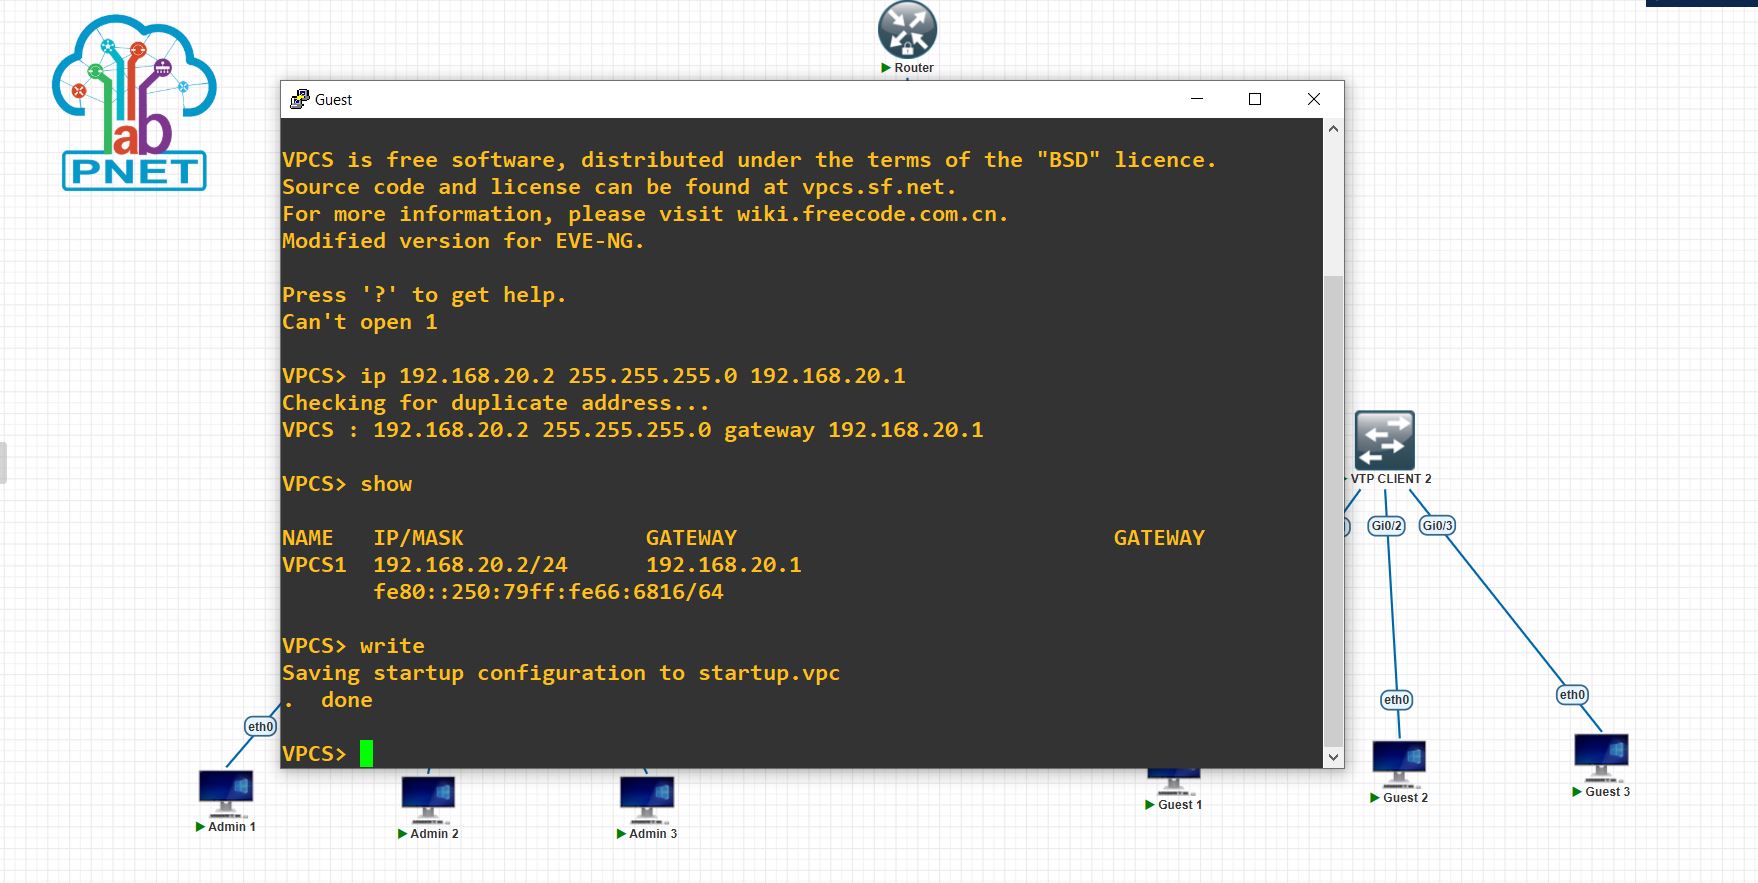 lab
PNET
Router
Guest
VPCS is free software, distributed under the terms of the "BSD" licence.
Source code and license can be found at vpcs.sf.net.
For more information, please visit wiki.freecode.com.cn.
Modified version for EVE-NG.
Press '?' to get help.
Can't open 1
VPCS> ip 192.168.20.2 255.255.255.0 192.168.20.1
Checking for duplicate address...
VPCS : 192.168.20.2 255.255.255.0 gateway 192.168.20.1
VPCS> show
NAME IP/MASK GATEWAY GATEWAY
VPCS1 192.168.20.2/24 192.168.20.1
fe80::250:79ff:fe66:6816/64
VPCS> write
Saving startup configuration to startup.vpc
. done
VPCS>
VTP CLIENT 2
Gi0/2
Gi0/3
eth0
eth0
eth0
Admin 1
Admin 2
Admin 3
Guest 1
Guest 2
Guest 3